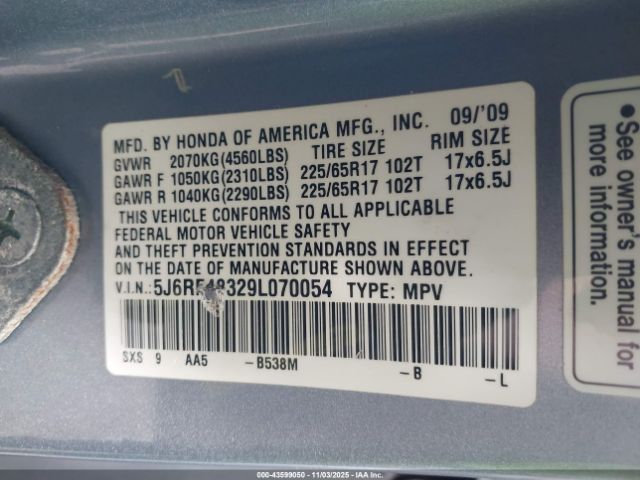 MFD. BY HONDA OF AMERICA MFG., INC. 09/'09
GVWR 2070KG(4560LBS) TIRE SIZE RIM SIZE
GAWR F 1050KG(2310LBS) 225/65R17 102T 17x6.5J
GAWR R 1040KG(2290LBS) 225/65R17 102T 17x6.5J
THIS VEHICLE CONFORMS TO ALL APPLICABLE
FEDERAL MOTOR VEHICLE SAFETY
AND THEFT PREVENTION STANDARDS IN EFFECT
ON THE DATE OF MANUFACTURE SHOWN ABOVE.
V.I.N.:5J6RE48329L070054 TYPE: MPV
SXS 9 AA5 -B538M -B -L
•See owner's manual for
more information.
000-43599050 - 11/03/2025 - IAA Inc.